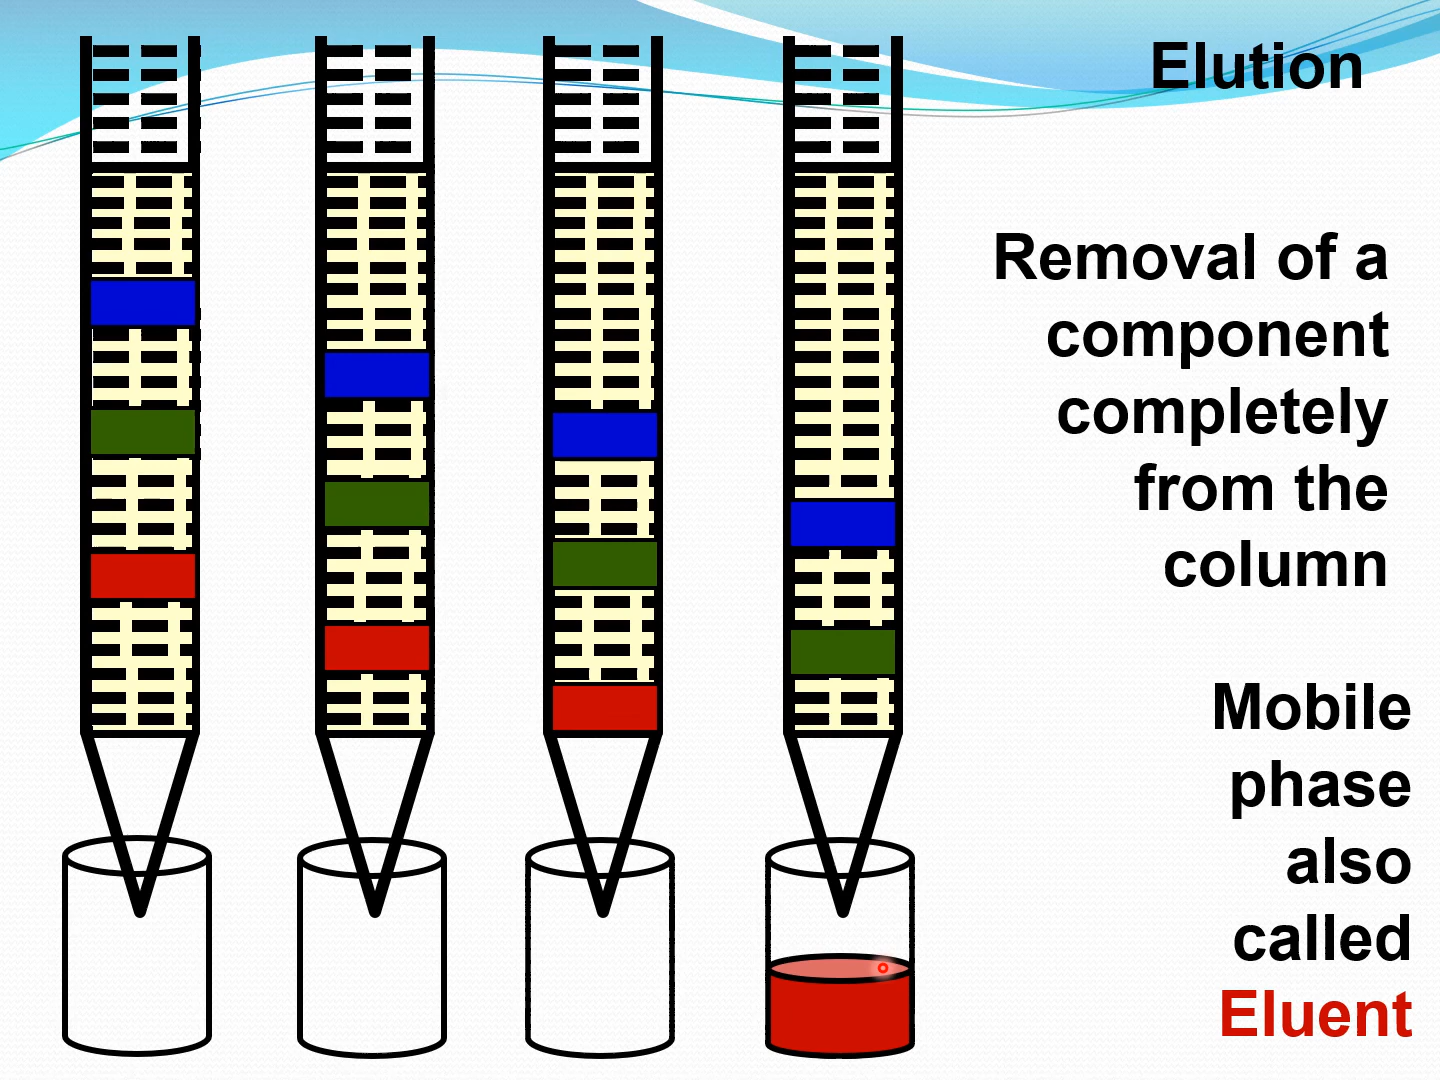 Elution
Removal of a
component
completely
from the
column
Mobile
phase
also
called
Eluent